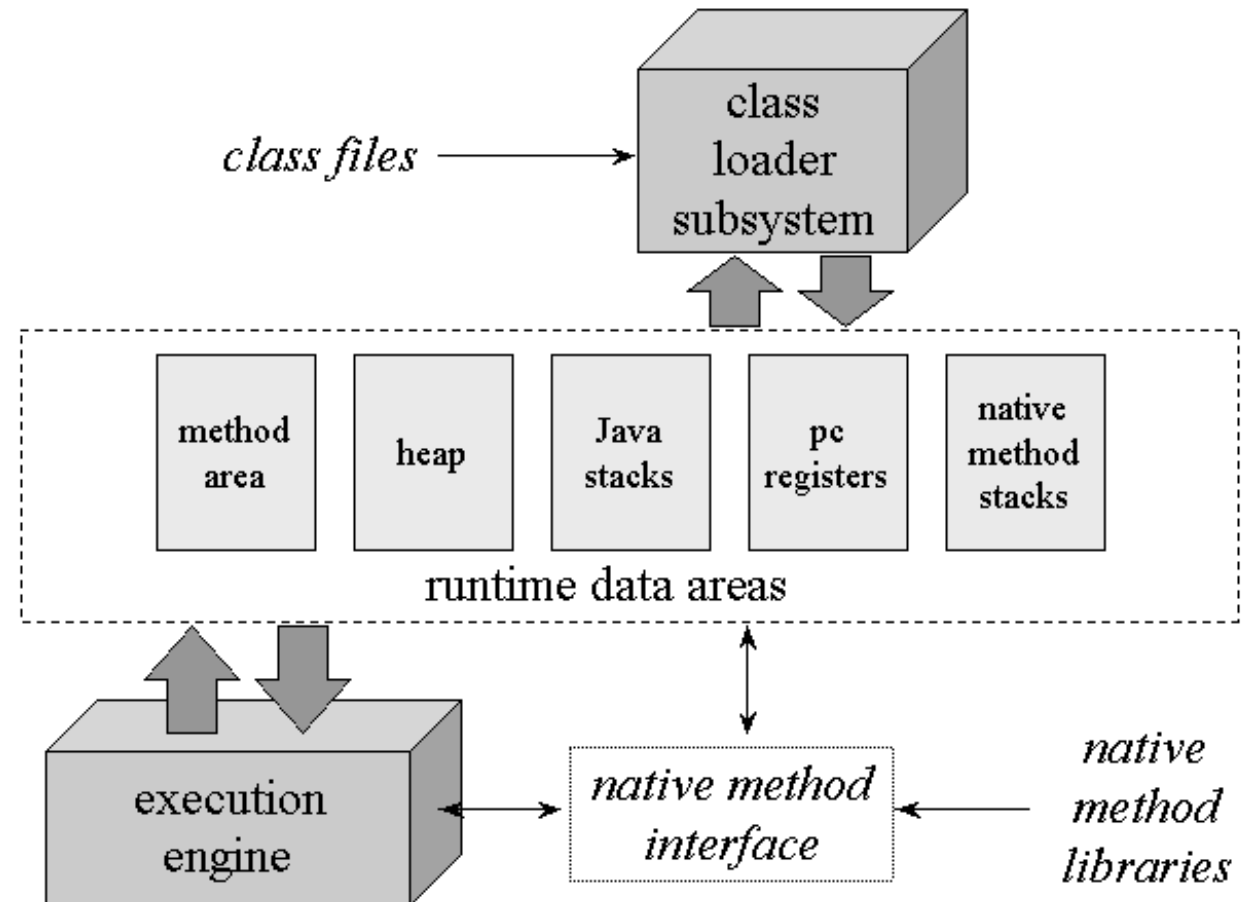 class
loader
subsystem
class files
method
area
heap
Java
stacks
pc
registers
native
method
stacks
runtime data areas
execution
engine
native method
interface
native
method
libraries